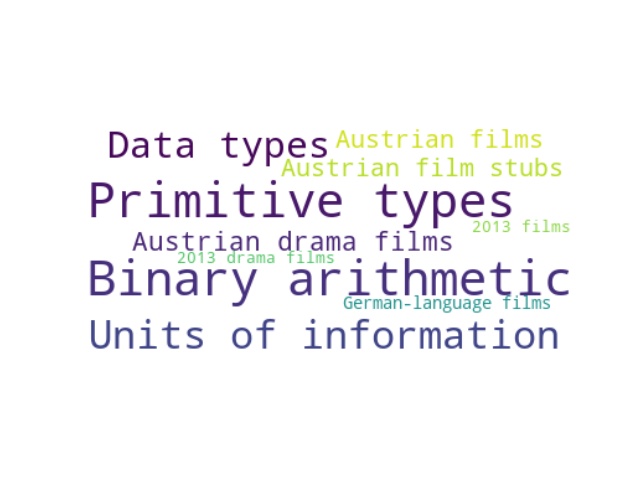 Data types
Austrian films
Austrian film stubs
Primitive types
2013 films
Austrian drama films
2013 drama films
Binary arithmetic
German-language films
Units of information